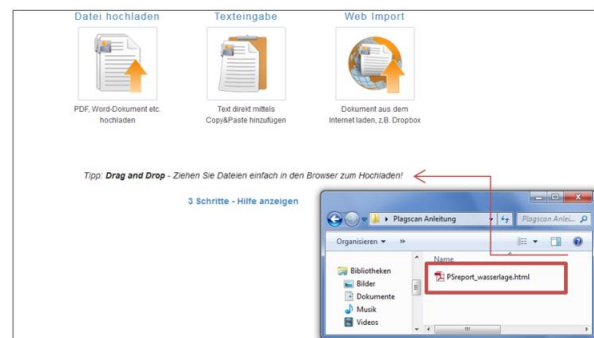 Datei hochladen
Texteingabe
Web Import
PDF, Word-Dokument etc.
hochladen
Text direkt mittels
Copy&Paste hinzufügen
Dokument aus dem
Internet laden, z.B. Dropbox
Tipp: Drag and Drop - Ziehen Sie Dateien einfach in den Browser zum Hochladen!
3 Schritte - Hilfe anzeigen
Plagscan Anleitung
Plagscan Anlei...
Organisieren
Name
Bibliotheken
Bilder
Dokumente
Musik
Videos
PSreport_wasserlage.html